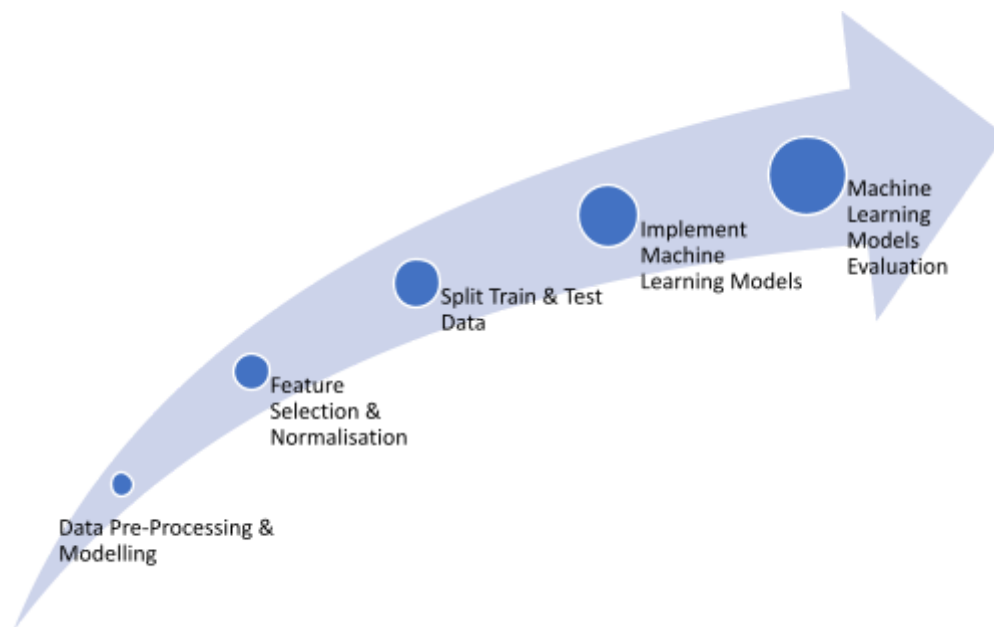 Data Pre-Processing &
Modelling
Feature
Selection &
Normalisation
Split Train & Test
Data
Implement
Machine
Learning Models
Machine
Learning
Models
Evaluation